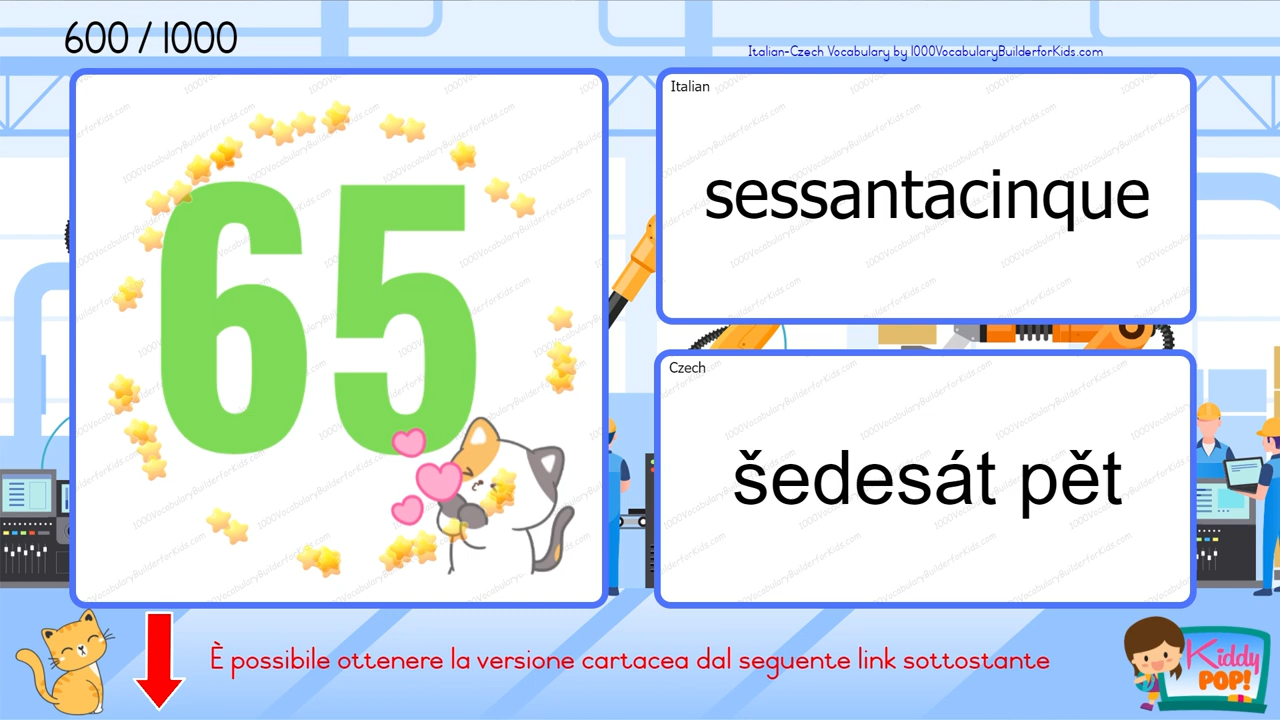 600 / 1000
Italian-Czech Vocabulary by 1000VocabularyBuilderforKids.com
65
Italian
sessantacinque
Czech
šedesát pět
È possibile ottenere la versione cartacea dal seguente link sottostante
Kiddy
POP!